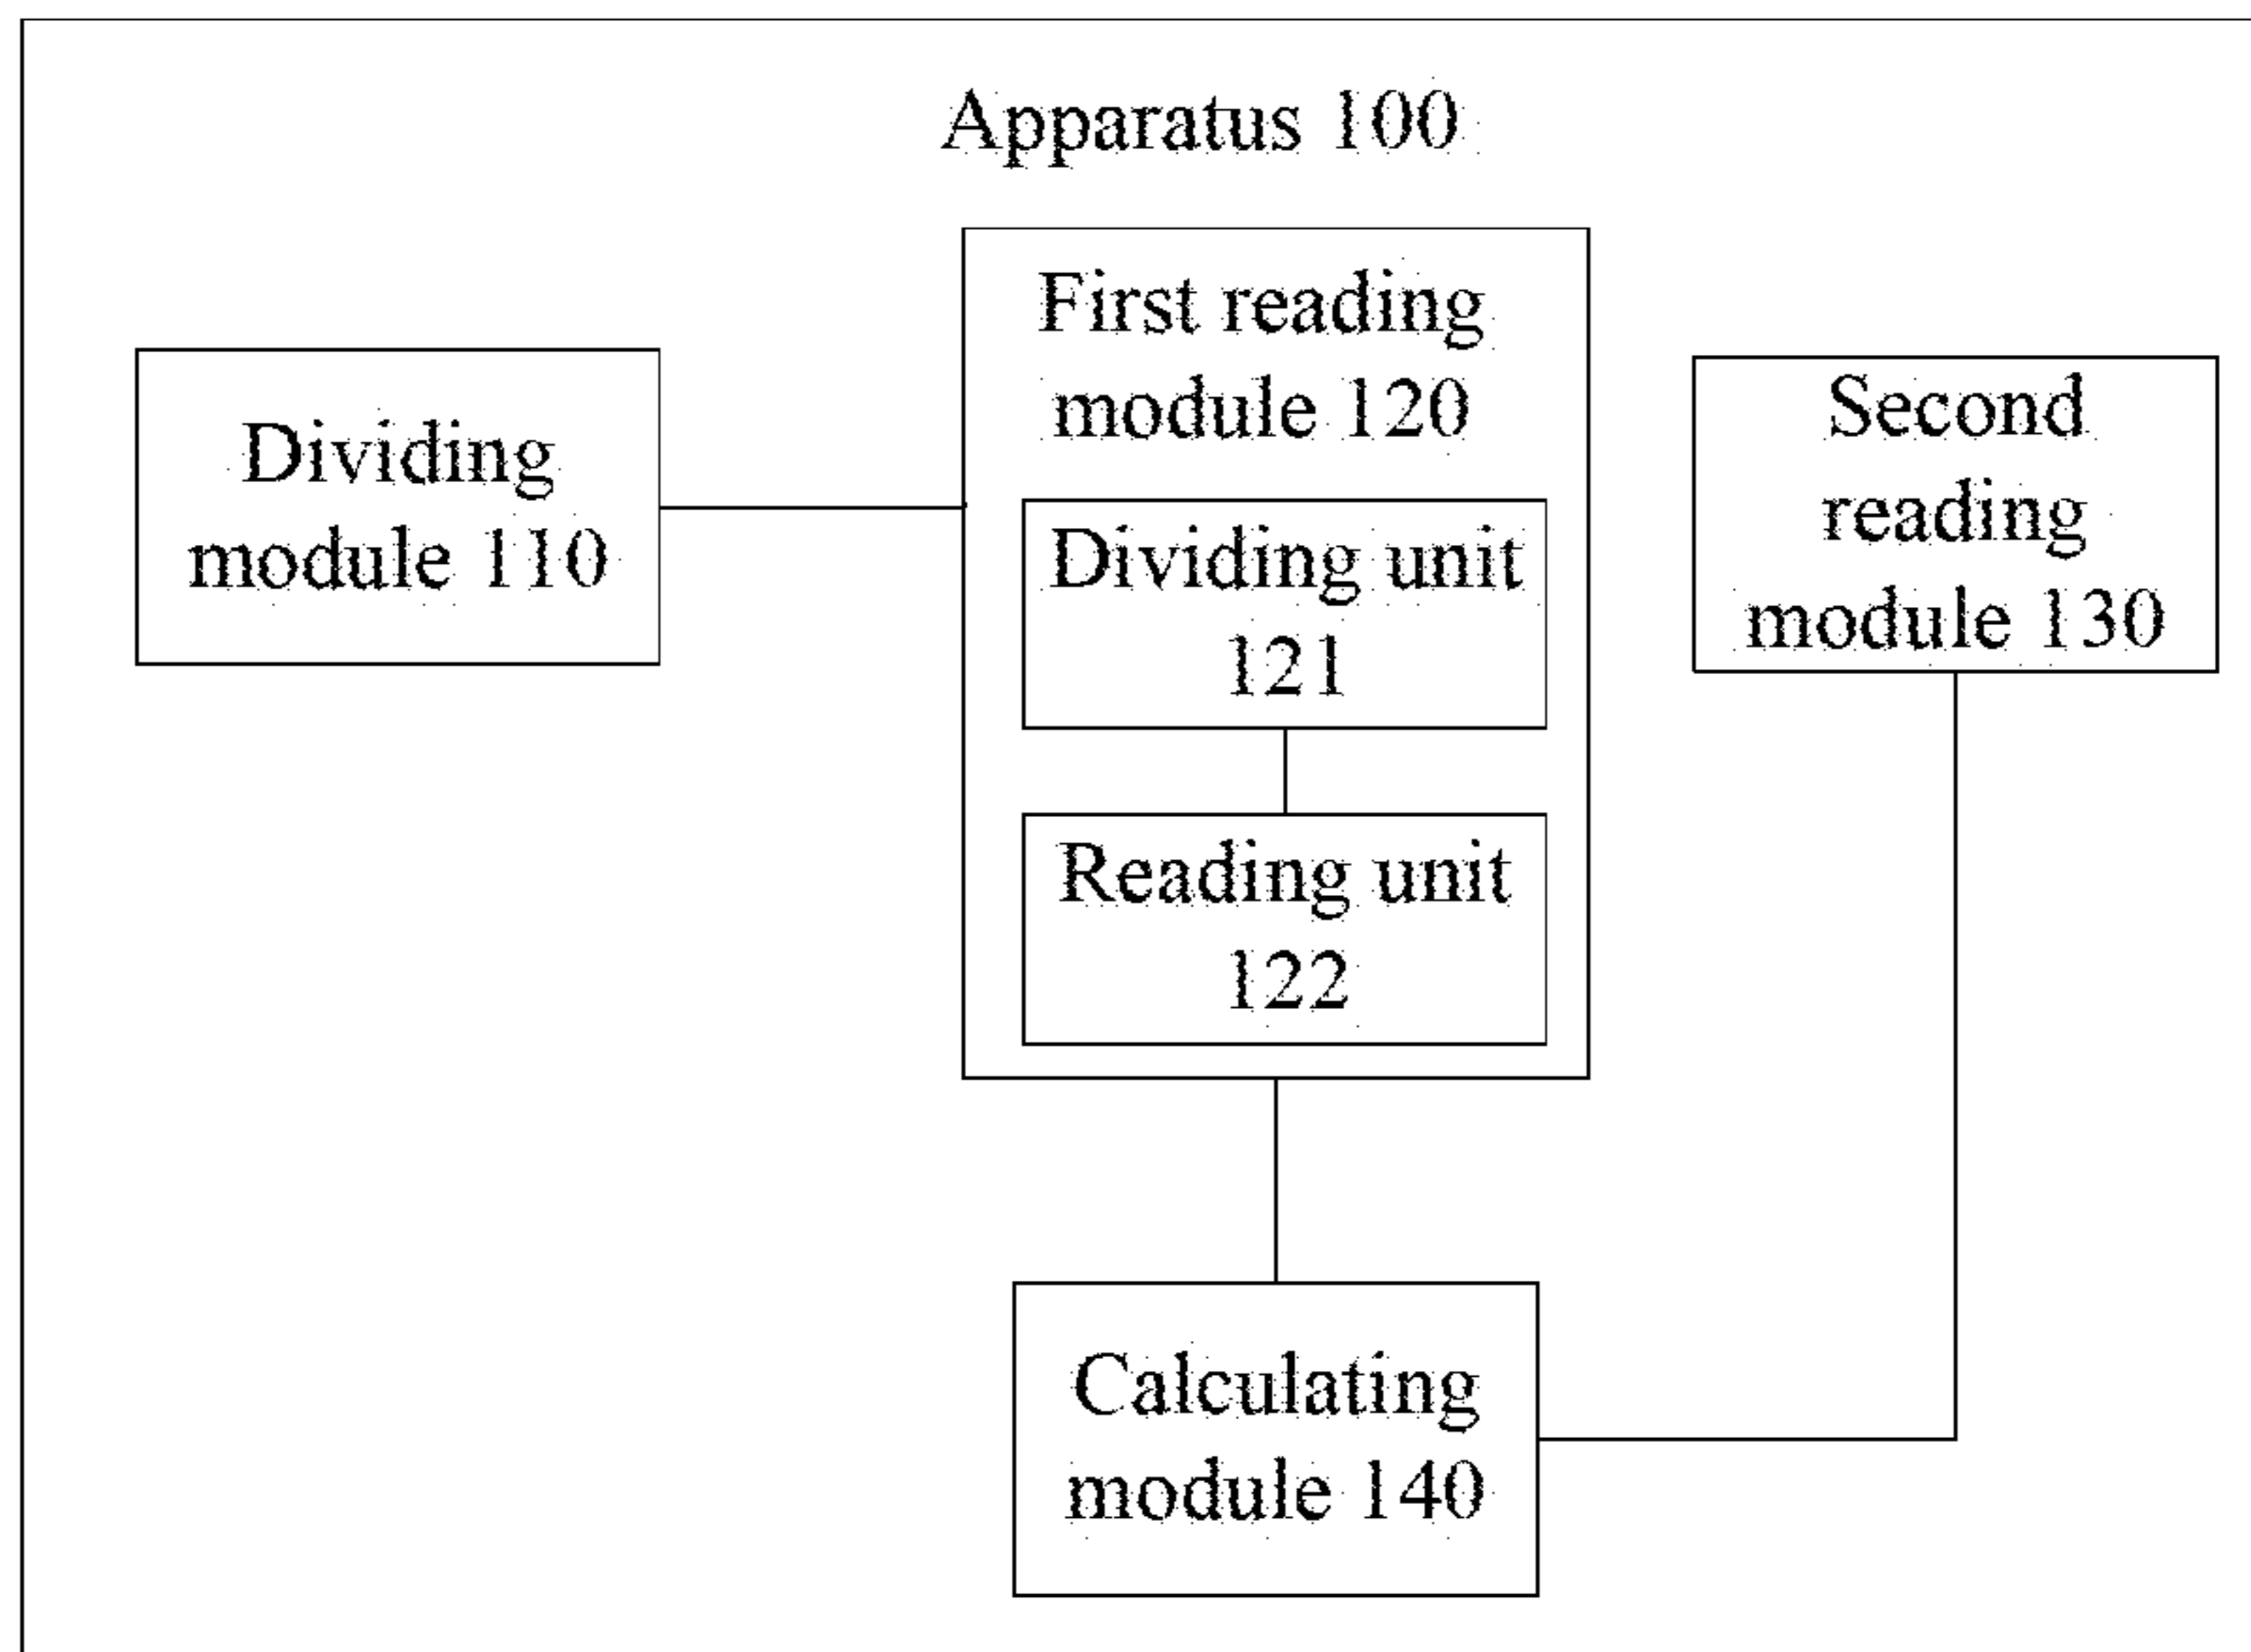 Apparatus 100
Dividing
module 110
First reading
module 120
Dividing unit
121
Reading unit
122
Second
reading
module 130
Calculating
module 140